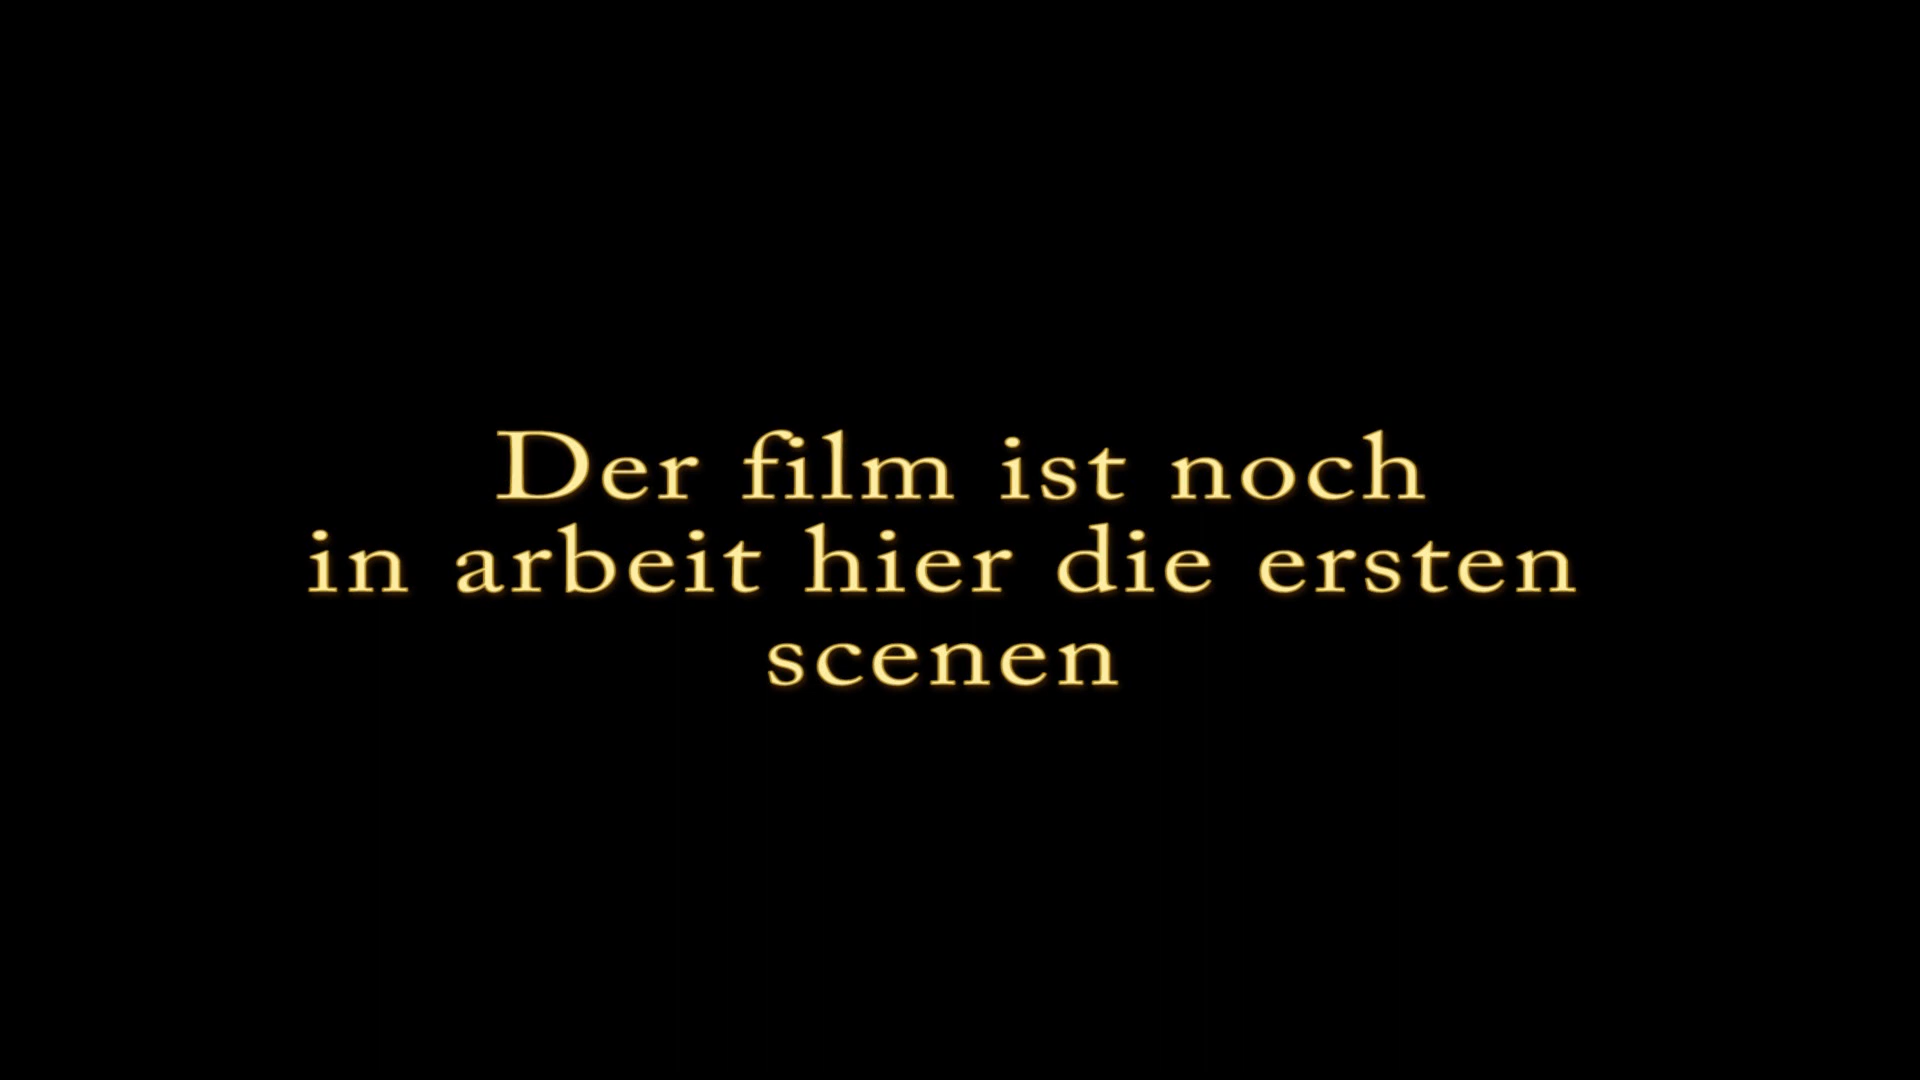 Der film ist noch
in arbeit hier die ersten
scenen